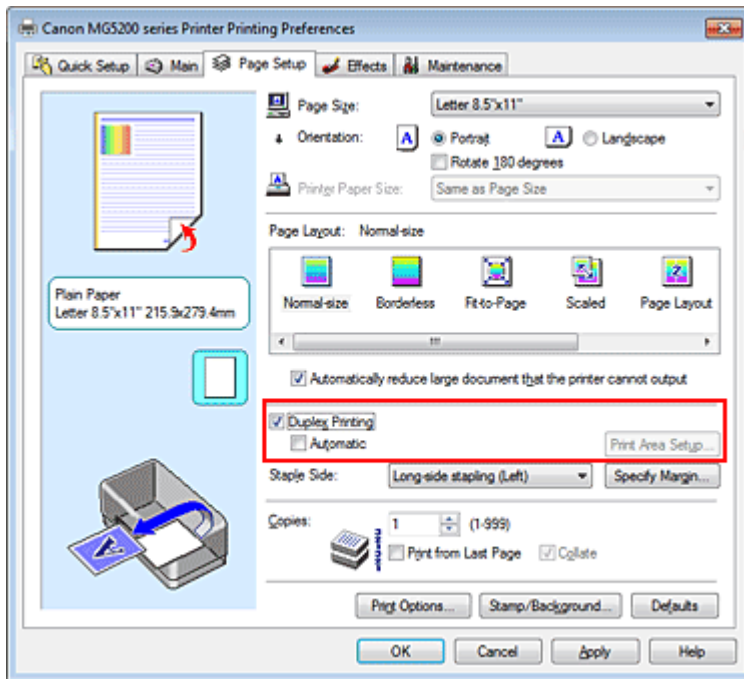 Canon MG5200 series Printer Printing Preferences
Quick Setup Main Page Setup Effects Maintenance
Page Size: Letter 8.5"x11"
Orientation: A Portrait A Landscape
Rotate 180 degrees
Printer Paper Size: Same as Page Size
Page Layout: Normal-size
Normal-size Borderless Fit-to-Page Scaled Page Layout
Plain Paper
Letter 8.5"x11" 215.9x279.4mm
Automatically reduce large document that the printer cannot output
Duplex Printing
Automatic Print Area Setup...
Staple Side: Long-side stapling (Left) Specify Margin...
Copies: 1 (1-999)
Print from Last Page Collate
Print Options... Stamp/Background... Defaults
OK Cancel Apply Help